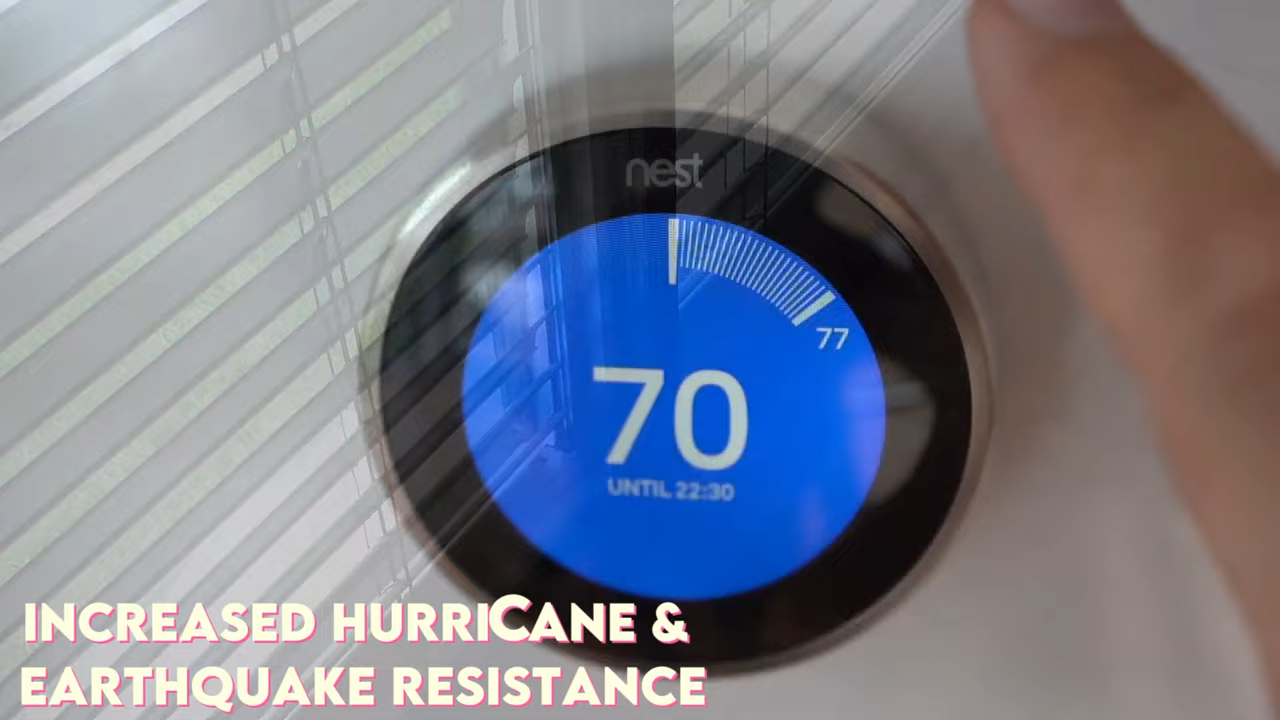 nest
77
70
UNTIL 22:30
INCREASED HURRICANE &
EARTHQUAKE RESISTANCE